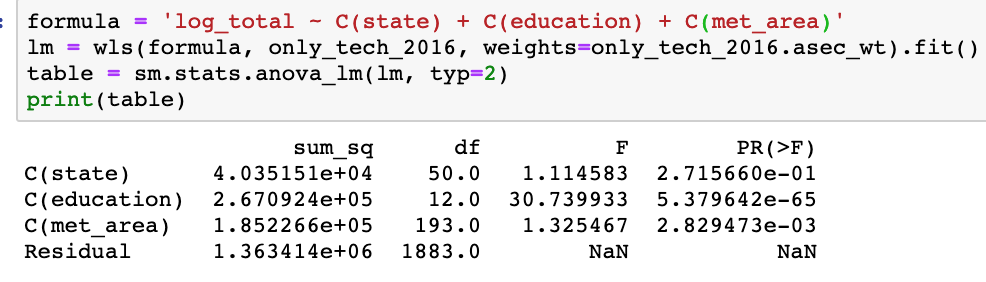 :
formula = 'log_total ~ C(state) + C(education) + C(met_area)'
lm = wls(formula, only_tech_2016, weights=only_tech_2016.asec_wt).fit()
table = sm.stats.anova_lm(lm, typ=2)
print(table)
sum_sq df F PR(>F)
C(state) 4.035151e+04 50.0 1.114583 2.715660e-01
C(education) 2.670924e+05 12.0 30.739933 5.379642e-65
C(met_area) 1.852266e+05 193.0 1.325467 2.829473e-03
Residual 1.363414e+06 1883.0 NaN NaN